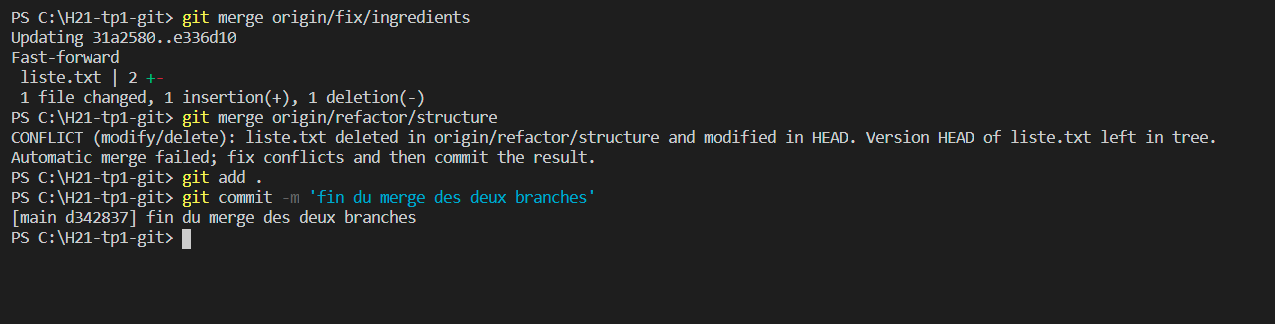 PS C:\H21-tp1-git> git merge origin/fix/ingredients
Updating 31a2580..e336d10
Fast-forward
 liste.txt | 2 +-
 1 file changed, 1 insertion(+), 1 deletion(-)
PS C:\H21-tp1-git> git merge origin/refactor/structure
CONFLICT (modify/delete): liste.txt deleted in origin/refactor/structure and modified in HEAD. Version HEAD of liste.txt left in tree.
Automatic merge failed; fix conflicts and then commit the result.
PS C:\H21-tp1-git> git add .
PS C:\H21-tp1-git> git commit -m 'fin du merge des deux branches'
[main d342837] fin du merge des deux branches
PS C:\H21-tp1-git>